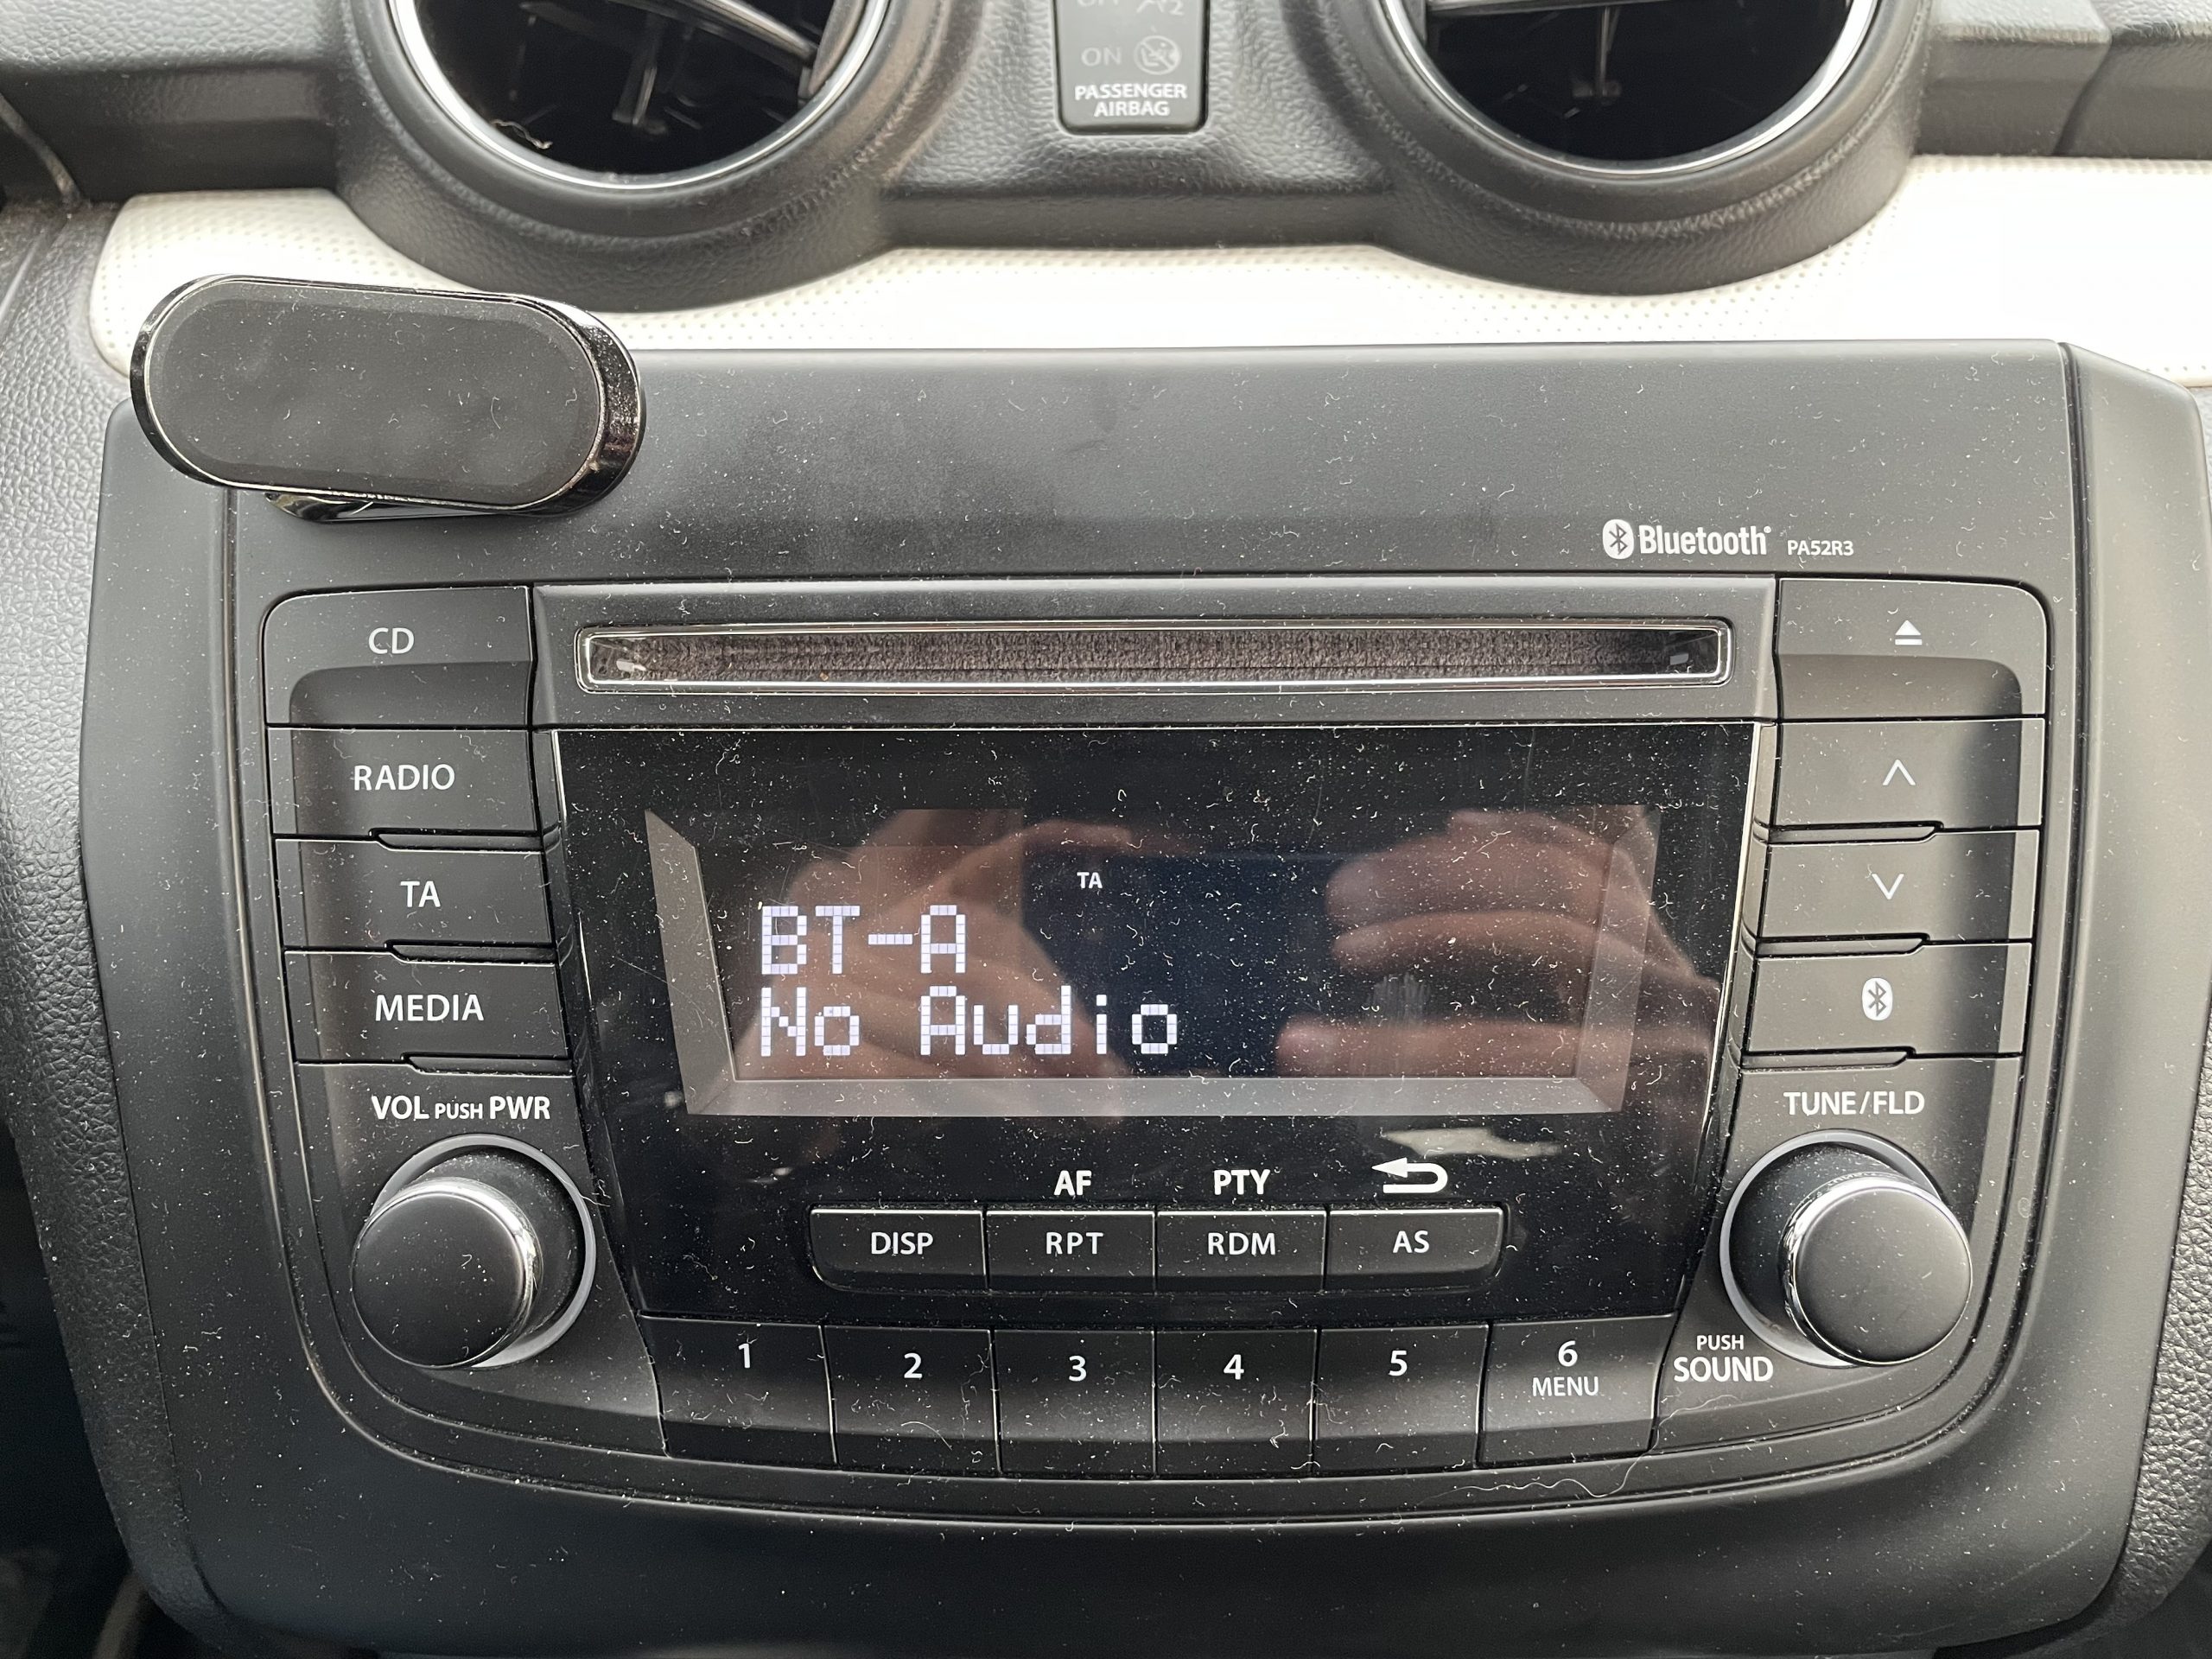 ON
PASSENGER
AIRBAG
Bluetooth® PA52R3
CD
RADIO
TA
MEDIA
TA
BT-A
No Audio
VOL PUSH PWR
TUNE/FLD
AF PTY
DISP RPT RDM AS
1 2 3 4 5 6
MENU
PUSH
SOUND